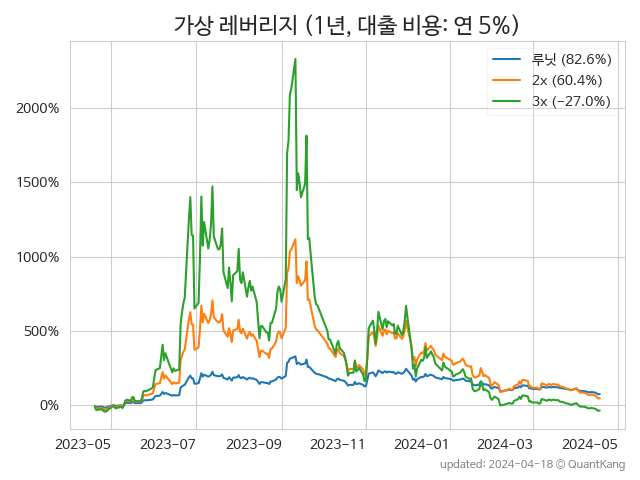 가상 레버리지 (1년, 대출 비용: 연 5%)
루닛 (82.6%)
2x (60.4%)
3x (−27.0%)
2000%
1500%
1000%
500%
0%
2023-05 2023-07 2023-09 2023-11 2024-01 2024-03 2024-05
updated: 2024-04-18 © QuantKang